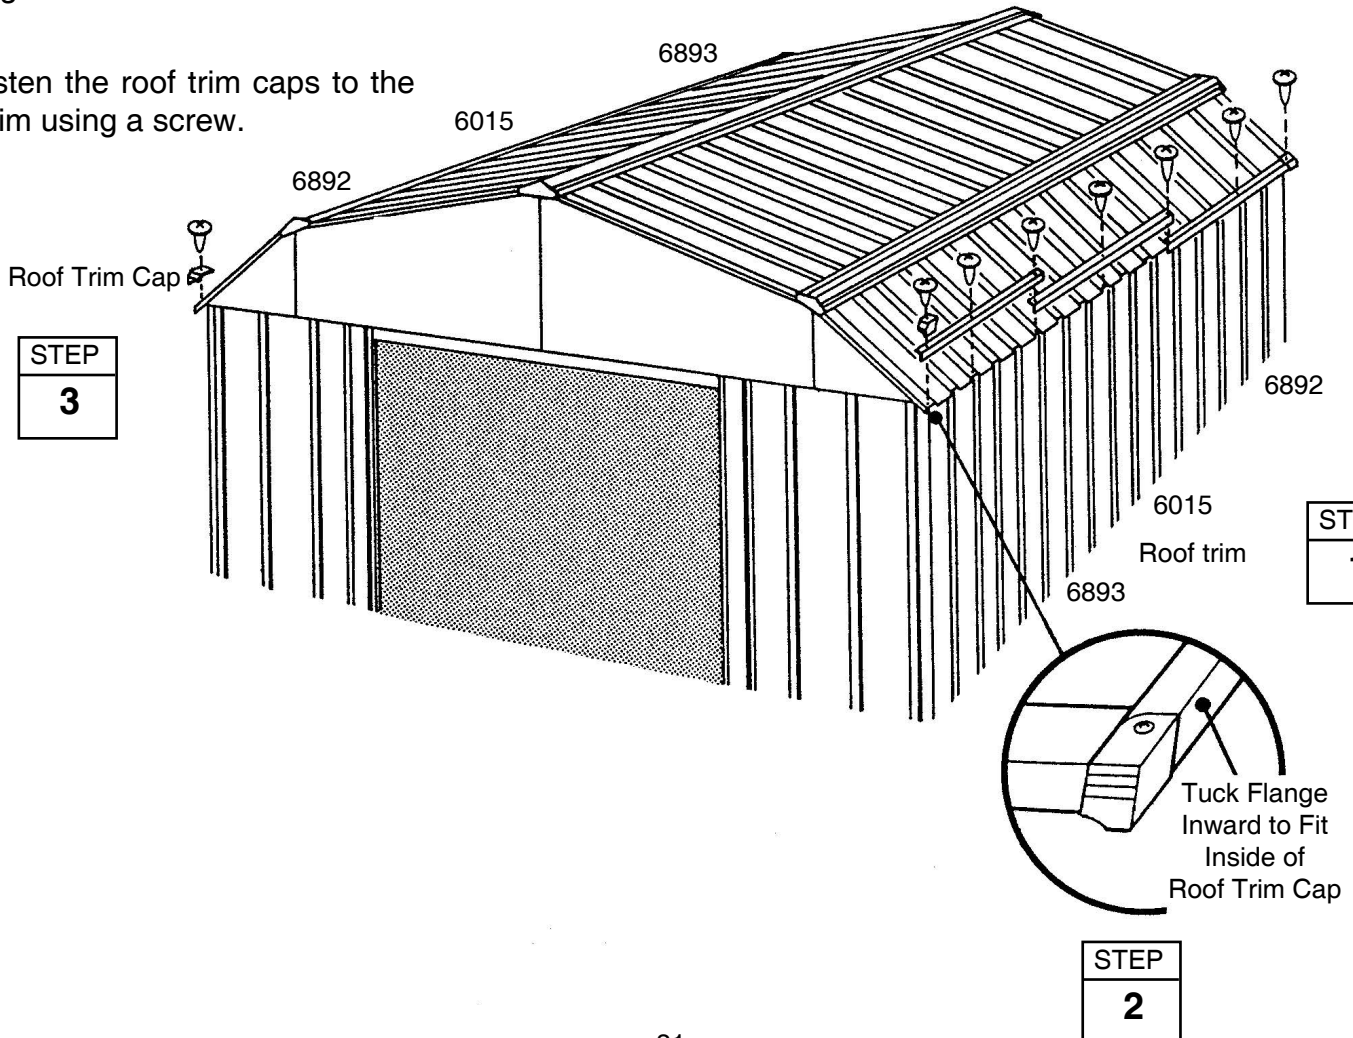 sten the roof trim caps to the
im using a screw.
6893
6015
6892
Roof Trim Cap
STEP
3
6892
6015
Roof trim
6893
ST
Tuck Flange
Inward to Fit
Inside of
Roof Trim Cap
STEP
2